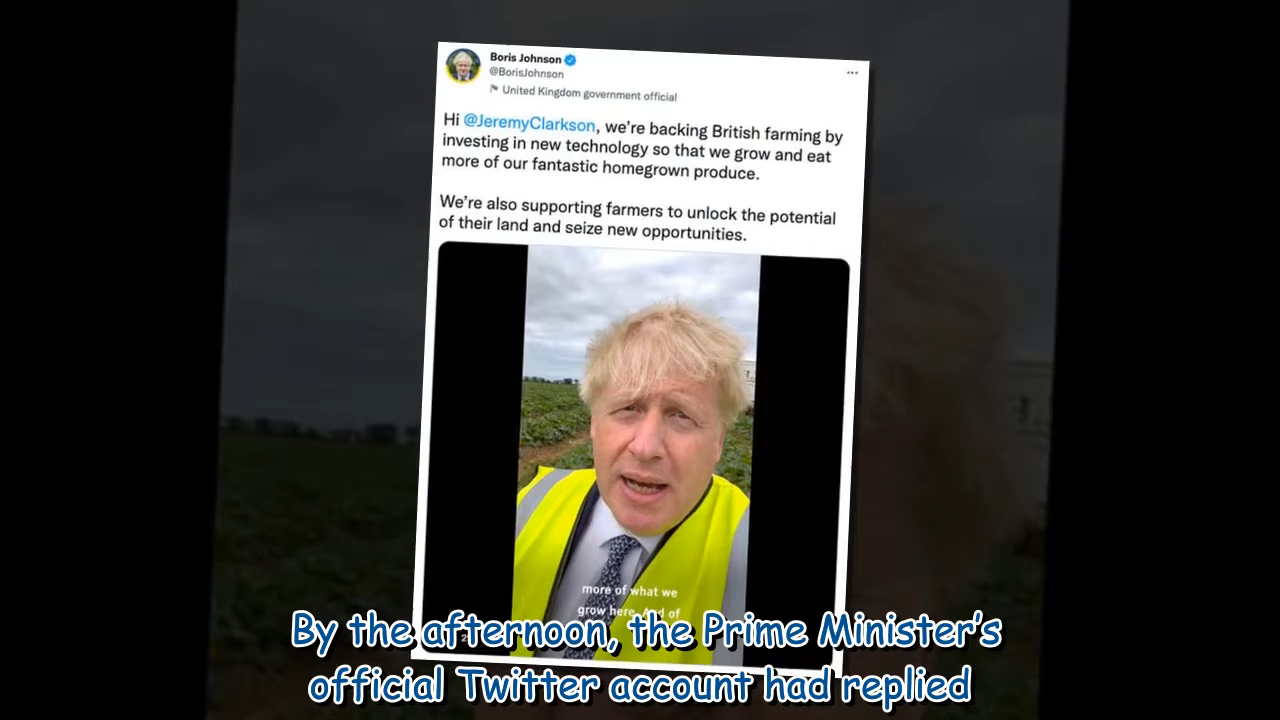 Boris Johnson
@BorisJohnson
United Kingdom government official
Hi @JeremyClarkson, we're backing British farming by
investing in new technology so that we grow and eat
more of our fantastic homegrown produce.
We're also supporting farmers to unlock the potential
of their land and seize new opportunities.
more of what we
grow here. And of
By the afternoon, the Prime Minister's
official Twitter account had replied